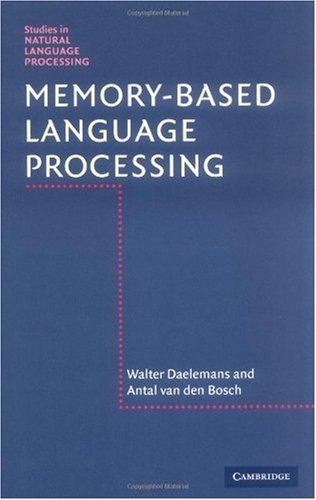 Studies in
NATURAL
LANGUAGE
PROCESSING
MEMORY-BASED
LANGUAGE
PROCESSING
Walter Daelemans and
Antal van den Bosch
CAMBRIDGE